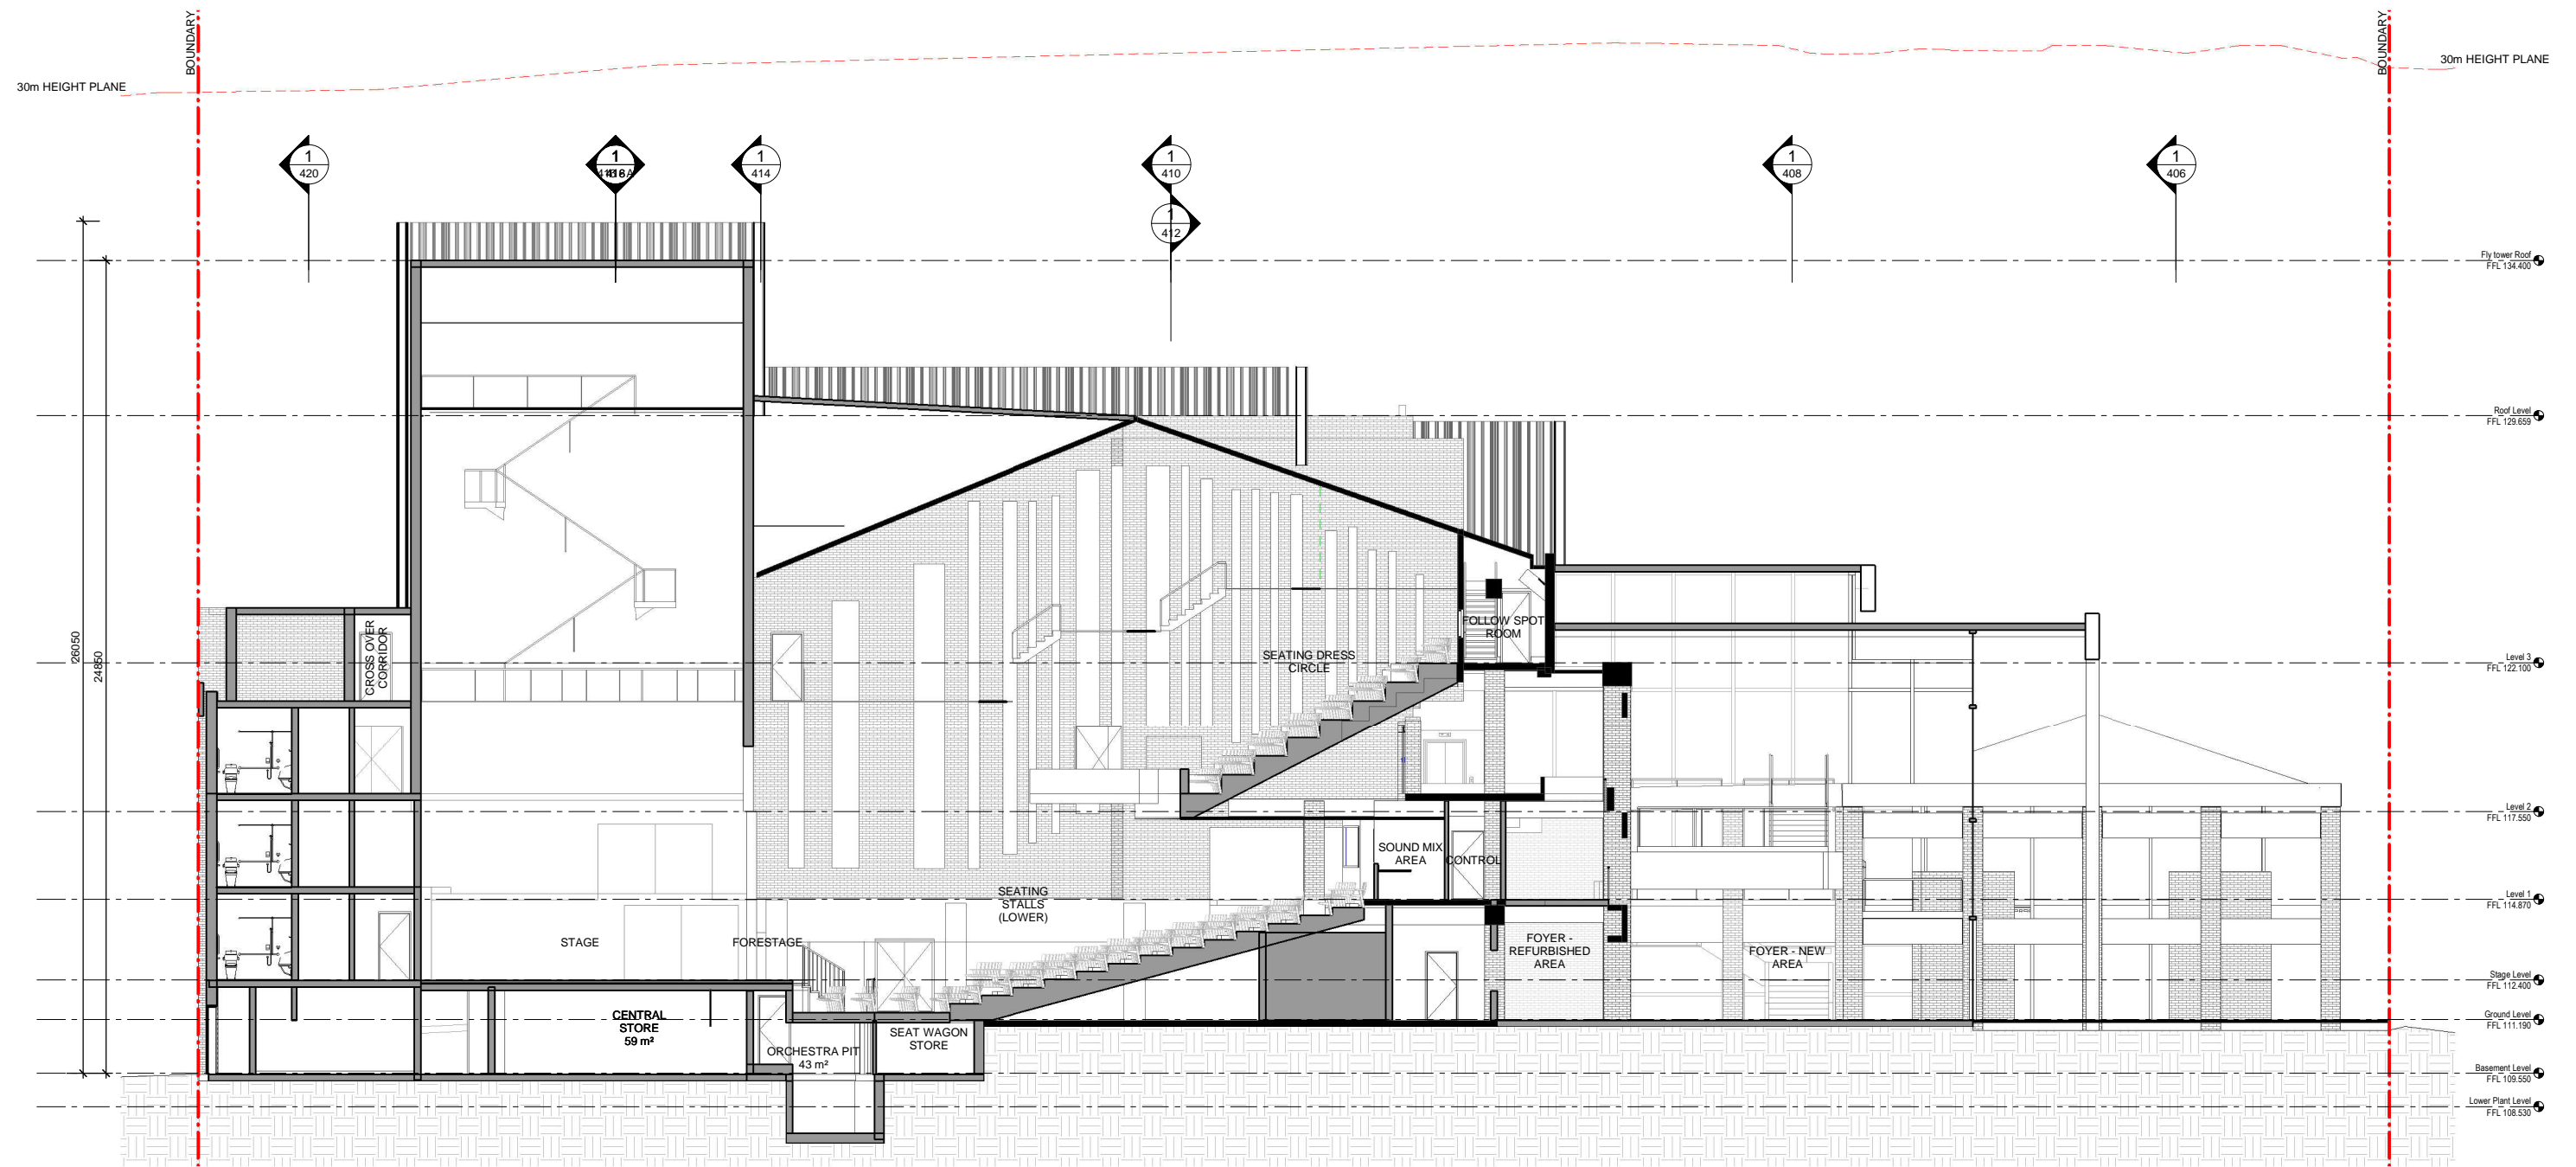 BOUNDARY
BOUNDARY
30m HEIGHT PLANE
30m HEIGHT PLANE
1
420
1
1
414
1
410
1
412
1
408
1
406
Fly tower Roof
FFL 134.400
Roof Level
FFL 129.659
26050
24850
CROSS OVER
CORRIDOR
FOLLOW SPOT
ROOM
SEATING DRESS
CIRCLE
Level 3
FFL 122.100
Level 2
FFL 117.550
SOUND MIX
AREA
CONTROL
SEATING
STALLS
(LOWER)
Level 1
FFL 114.870
STAGE
FORESTAGE
FOYER -
REFURBISHED
AREA
FOYER - NEW
AREA
Stage Level
FFL 112.400
CENTRAL
STORE
59 m²
SEAT WAGON
STORE
ORCHESTRA PIT
43 m²
Ground Level
FFL 111.190
Basement Level
FFL 109.550
Lower Plant Level
FFL 108.530